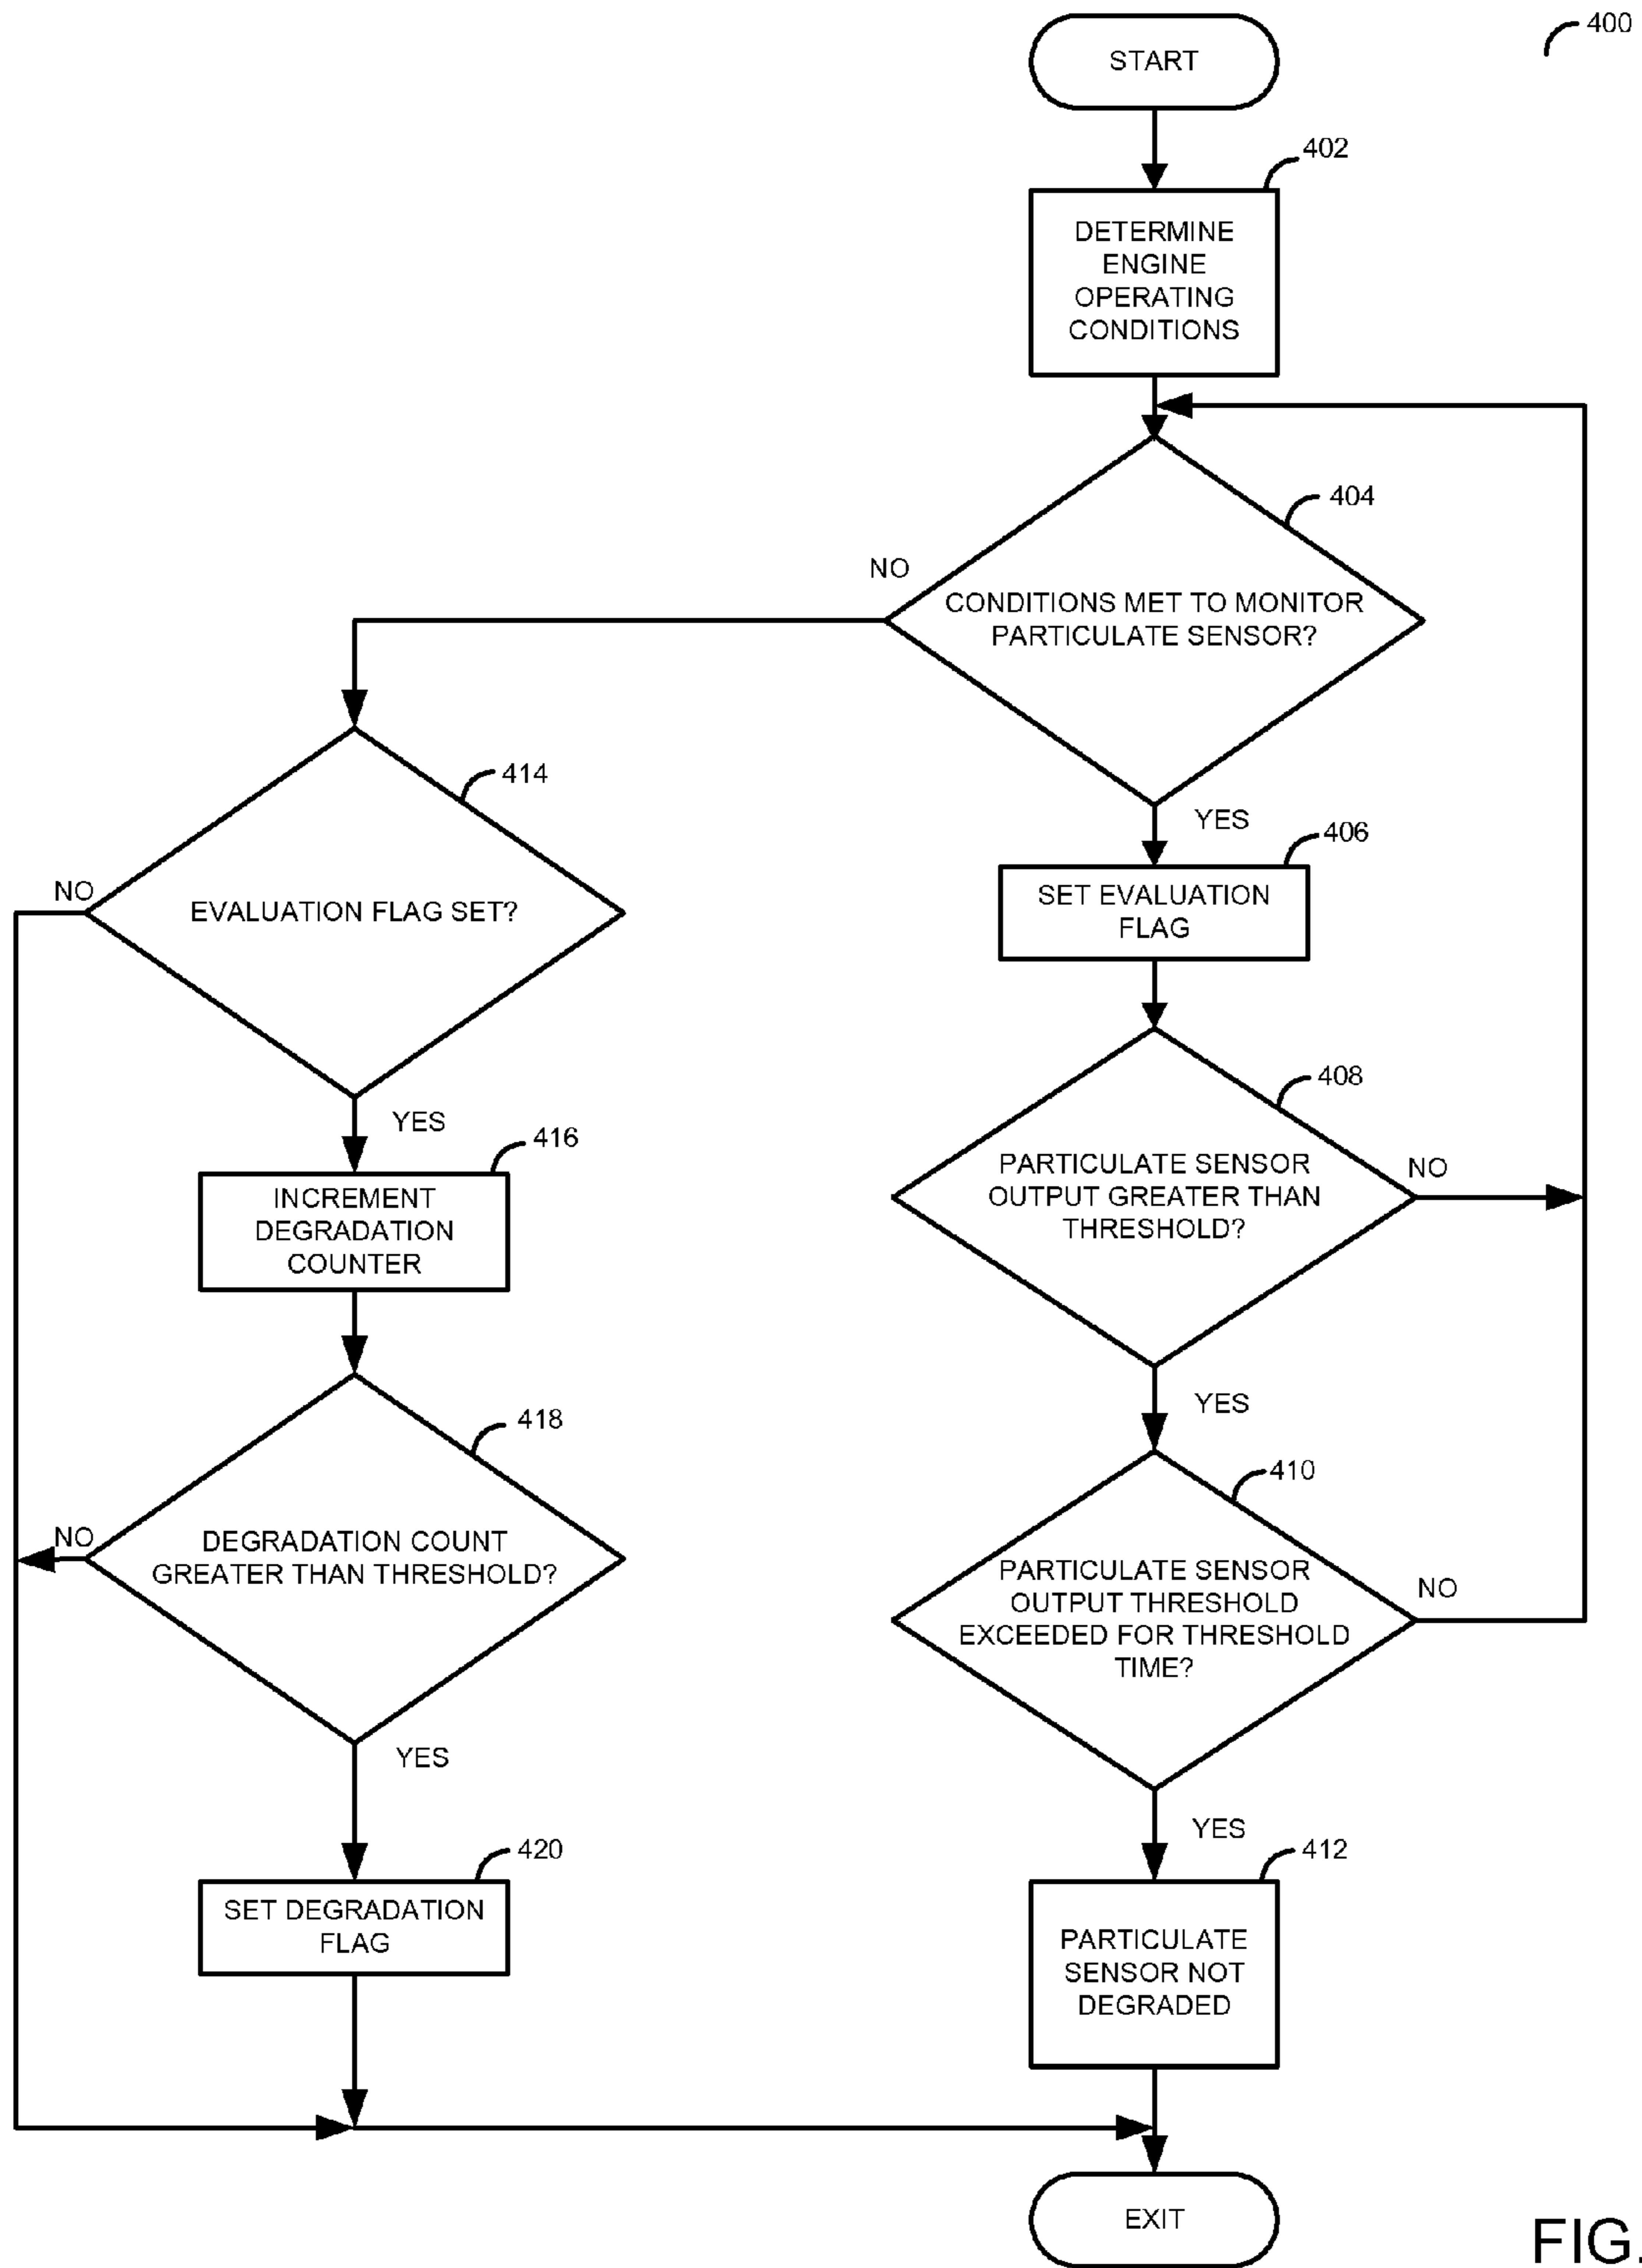 400
START
402
DETERMINE
ENGINE
OPERATING
CONDITIONS
404
NO
CONDITIONS MET TO MONITOR
PARTICULATE SENSOR?
414
YES
406
NO
EVALUATION FLAG SET?
SET EVALUATION
FLAG
408
YES
416
PARTICULATE SENSOR
OUTPUT GREATER THAN
THRESHOLD?
NO
INCREMENT
DEGRADATION
COUNTER
YES
418
410
NO
DEGRADATION COUNT
GREATER THAN THRESHOLD?
PARTICULATE SENSOR
OUTPUT THRESHOLD
EXCEEDED FOR THRESHOLD
TIME?
NO
YES
YES
420
412
SET DEGRADATION
FLAG
PARTICULATE
SENSOR NOT
DEGRADED
EXIT
FIG.